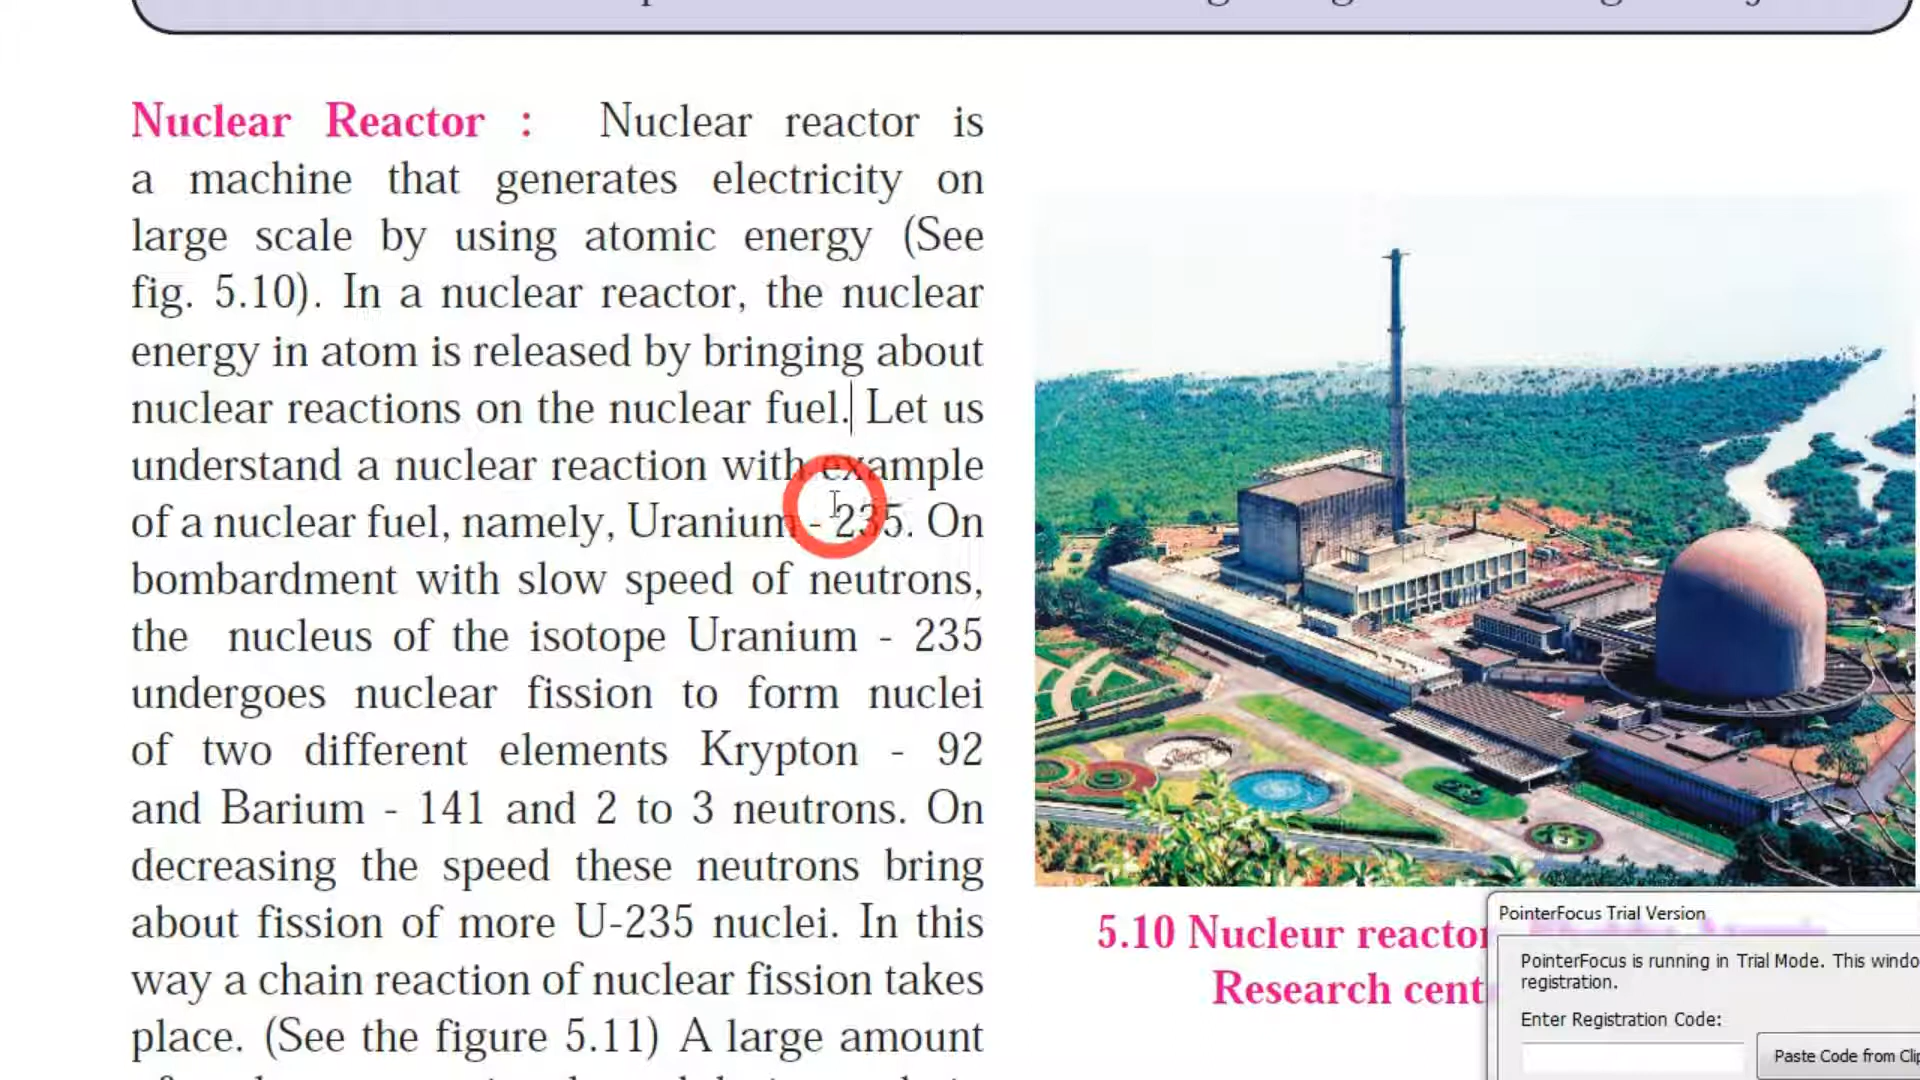 Nuclear Reactor : Nuclear reactor is
a machine that generates electricity on
large scale by using atomic energy (See
fig. 5.10). In a nuclear reactor, the nuclear
energy in atom is released by bringing about
nuclear reactions on the nuclear fuel. Let us
understand a nuclear reaction with example
of a nuclear fuel, namely, Uranium - 235. On
bombardment with slow speed of neutrons,
the nucleus of the isotope Uranium - 235
undergoes nuclear fission to form nuclei
of two different elements Krypton - 92
and Barium - 141 and 2 to 3 neutrons. On
decreasing the speed these neutrons bring
about fission of more U-235 nuclei. In this
way a chain reaction of nuclear fission takes
place. (See the figure 5.11) A large amount
5.10 Nucleur reactor
Research cent
PointerFocus Trial Version
PointerFocus is running in Trial Mode. This windo
registration.
Enter Registration Code:
Paste Code from Clip